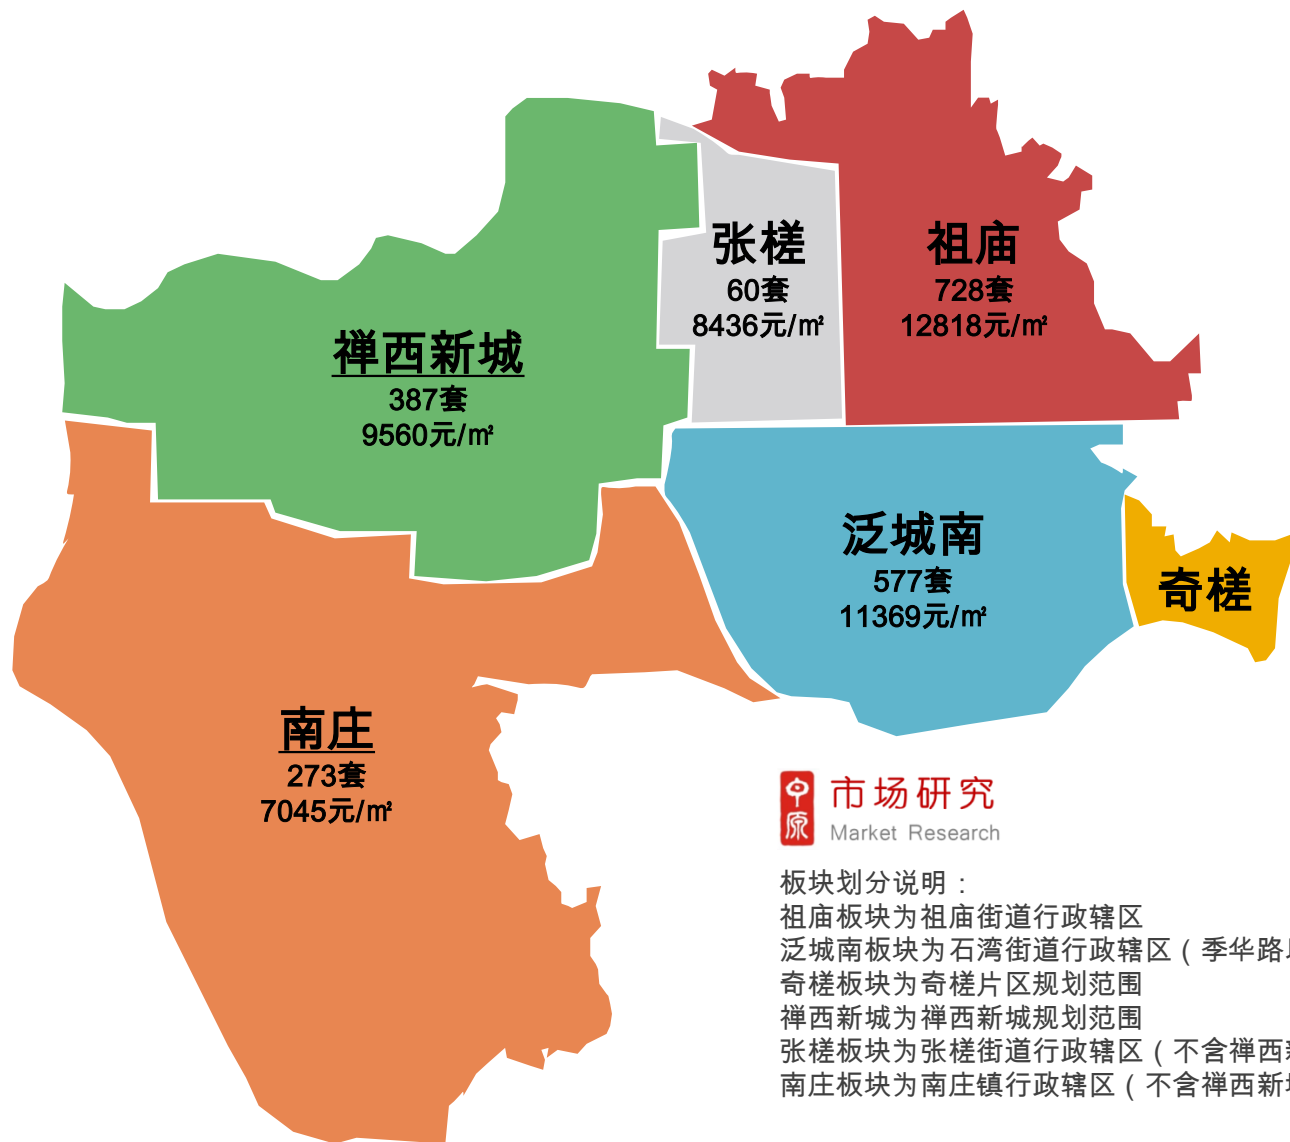 张槎
60套
8436元/㎡
祖庙
728套
12818元/㎡
禅西新城
387套
9560元/㎡
泛城南
577套
11369元/㎡
奇槎
南庄
273套
7045元/㎡
中原
市场研究
Market Research
板块划分说明：
祖庙板块为祖庙街道行政辖区
泛城南板块为石湾街道行政辖区（季华路
奇槎板块为奇槎片区规划范围
禅西新城为禅西新城规划范围
张槎板块为张槎街道行政辖区（不含禅西
南庄板块为南庄镇行政辖区（不含禅西新